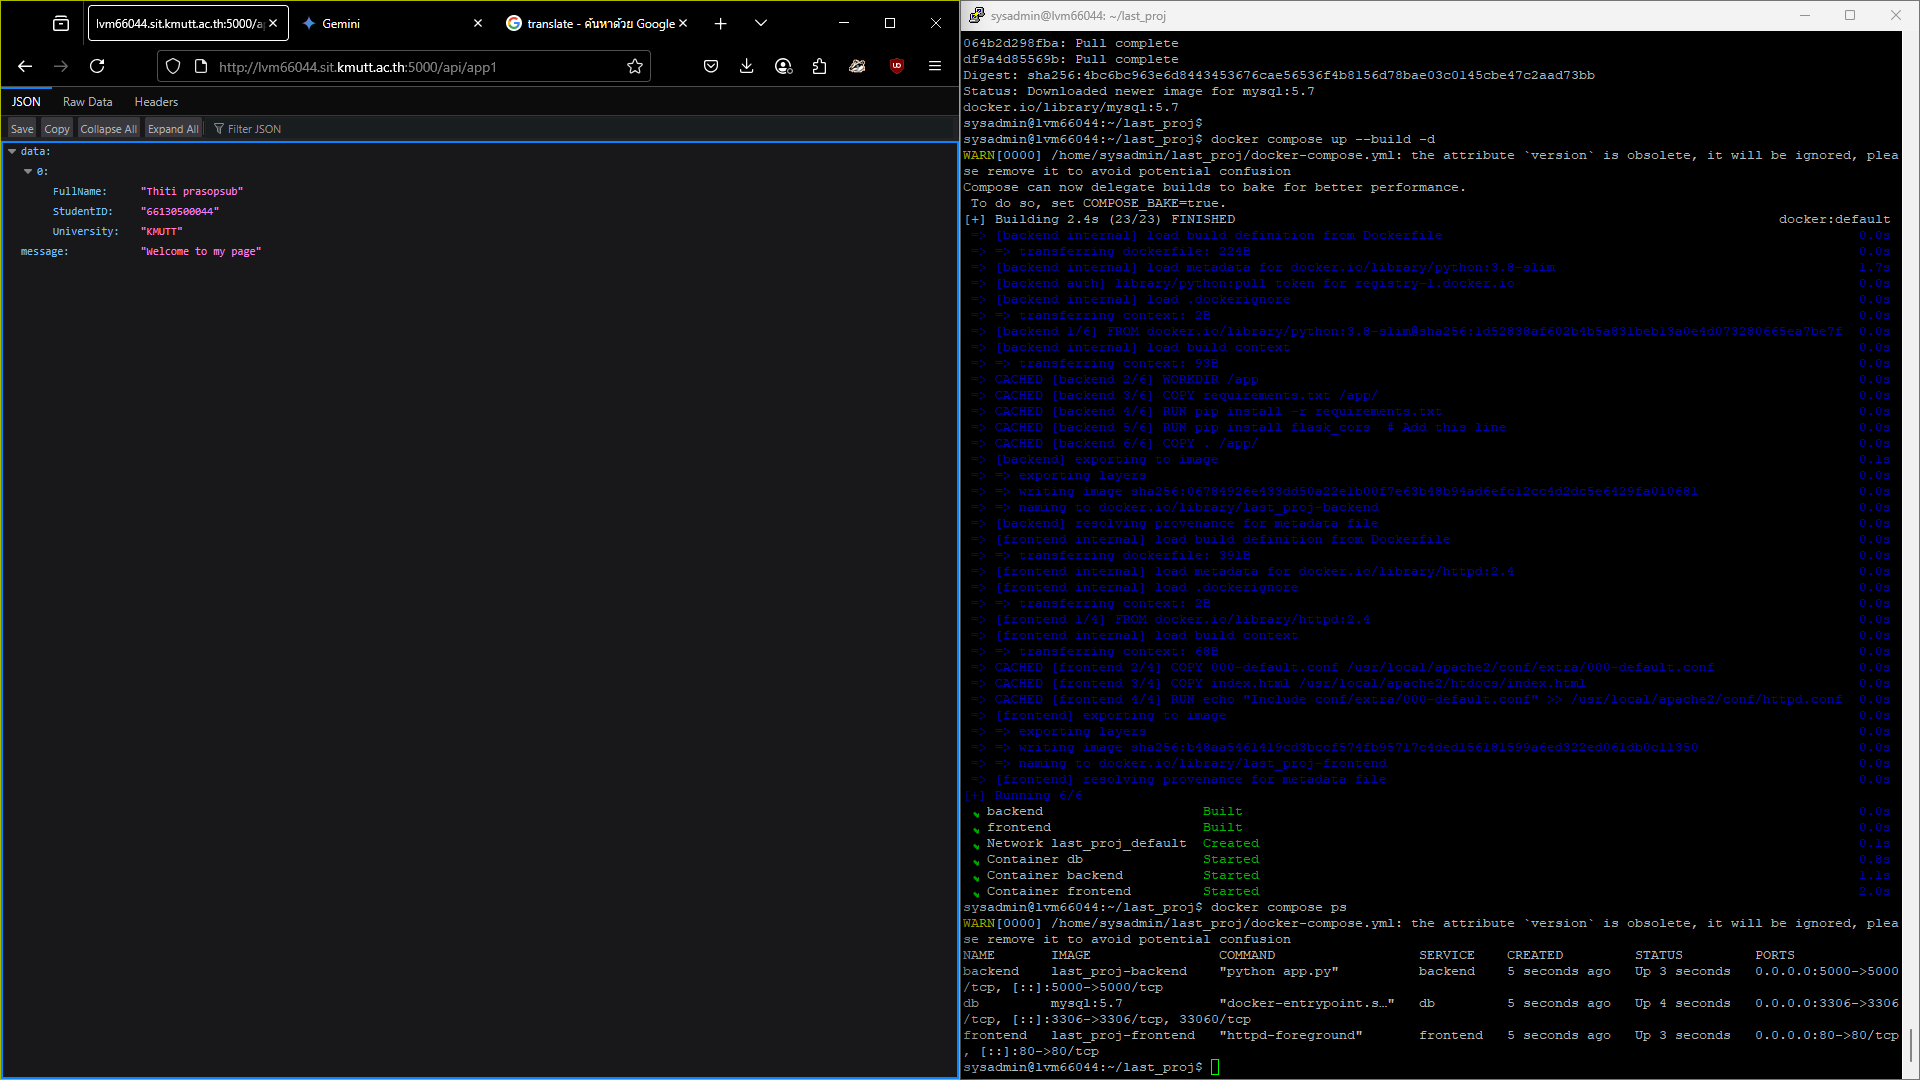 lvm66044.sit.kmutt.ac.th:5000/ap
Gemini
translate - ค้นหาด้วย Google
http://lvm66044.sit.kmutt.ac.th:5000/api/app1
JSON Raw Data Headers
Save Copy Collapse All Expand All Filter JSON
data:
0:
FullName: "Thiti prasopsub"
StudentID: "66130500044"
University: "KMUTT"
message: "Welcome to my page"
sysadmin@lvm66044: ~/last_proj
064b2d298fba: Pull complete
df9a4d85569b: Pull complete
Digest: sha256:4bc6bc963e6d8443453676cae56536f4b8156d78bae03c0145cbe47c2aad73bb
Status: Downloaded newer image for mysql:5.7
docker.io/library/mysql:5.7
sysadmin@lvm66044:~/last_proj$
sysadmin@lvm66044:~/last_proj$ docker compose up --build -d
WARN[0000] /home/sysadmin/last_proj/docker-compose.yml: the attribute `version` is obsolete, it will be ignored, plea
se remove it to avoid potential confusion
Compose can now delegate builds to bake for better performance.
To do so, set COMPOSE_BAKE=true.
[+] Building 2.4s (23/23) FINISHED docker:default
=> [backend internal] load build definition from Dockerfile 0.0s
=> => transferring dockerfile: 224B 0.0s
=> [backend internal] load metadata for docker.io/library/python:3.8-slim 1.7s
=> [backend auth] library/python:pull token for registry-1.docker.io 0.0s
=> [backend internal] load .dockerignore 0.0s
=> => transferring context: 2B 0.0s
=> [backend 1/6] FROM docker.io/library/python:3.8-slim@sha256:1d52838af602b4b5a831beb13a0e4d073280665ea7be7f 0.0s
=> [backend internal] load build context 0.0s
=> => transferring context: 93B 0.0s
=> CACHED [backend 2/6] WORKDIR /app 0.0s
=> CACHED [backend 3/6] COPY requirements.txt /app/ 0.0s
=> CACHED [backend 4/6] RUN pip install -r requirements.txt 0.0s
=> CACHED [backend 5/6] RUN pip install flask_cors # Add this line 0.0s
=> CACHED [backend 6/6] COPY . /app/ 0.0s
=> [backend] exporting to image 0.1s
=> => exporting layers 0.0s
=> => writing image 0.0s
=> => naming to docker.io/library/last_proj-backend 0.0s
=> [backend] resolving provenance for metadata file 0.0s
=> [frontend internal] load build definition from Dockerfile 0.0s
=> => transferring dockerfile: 391B 0.0s
=> [frontend internal] load metadata for docker.io/library/httpd:2.4 0.0s
=> [frontend internal] load .dockerignore 0.0s
=> => transferring context: 2B 0.0s
=> [frontend 1/4] FROM docker.io/library/httpd:2.4 0.0s
=> [frontend internal] load build context 0.0s
=> => transferring context: 68B 0.0s
=> CACHED [frontend 2/4] COPY 000-default.conf /usr/local/apache2/conf/extra/000-default.conf 0.0s
=> CACHED [frontend 3/4] COPY index.html /usr/local/apache2/htdocs/index.html 0.0s
=> CACHED [frontend 4/4] RUN echo "Include conf/extra/000-default.conf" >> /usr/local/apache2/conf/httpd.conf 0.0s
=> [frontend] exporting to image 0.0s
=> => exporting layers 0.0s
=> => writing image 0.0s
=> => naming to docker.io/library/last_proj-frontend 0.0s
=> [frontend] resolving provenance for metadata file 0.0s
[+] Running 6/6
✔ backend Built 0.0s
✔ frontend Built 0.0s
✔ Network last_proj_default Created 0.1s
✔ Container db Started 0.8s
✔ Container backend Started 1.1s
✔ Container frontend Started 2.0s
sysadmin@lvm66044:~/last_proj$ docker compose ps
WARN[0000] /home/sysadmin/last_proj/docker-compose.yml: the attribute `version` is obsolete, it will be ignored, plea
se remove it to avoid potential confusion
NAME IMAGE COMMAND SERVICE CREATED STATUS PORTS
backend last_proj-backend "python app.py" backend 5 seconds ago Up 3 seconds 0.0.0.0:5000->5000
/tcp, [::]:5000->5000/tcp
db mysql:5.7 "docker-entrypoint.s…" db 5 seconds ago Up 4 seconds 0.0.0.0:3306->3306
/tcp, [::]:3306->3306/tcp, 33060/tcp
frontend last_proj-frontend "httpd-foreground" frontend 5 seconds ago Up 3 seconds 0.0.0.0:80->80/tcp
, [::]:80->80/tcp
sysadmin@lvm66044:~/last_proj$